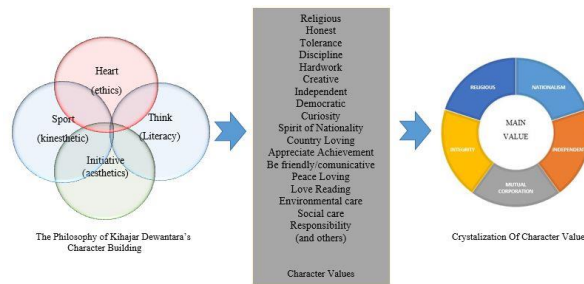 Heart
(ethics)
Sport
(kinesthetic)
Think
(Literacy)
Initiative
(aesthetics)
The Philosophy of Kihajar Dewantara's
Character Building
Religious
Honest
Tolerance
Discipline
Hardwork
Creative
Independent
Democratic
Curiosity
Spirit of Nationality
Country Loving
Appreciate Achievement
Be friendly/comunicative
Peace Loving
Love Reading
Environmental care
Social care
Responsibility
(and others)
Character Values
RELIGIOUS
NATIONALISM
MAIN
VALUE
INTEGRITY
INDEPENDENT
MUTUAL
CORPORATION
Crystalization Of Character Value